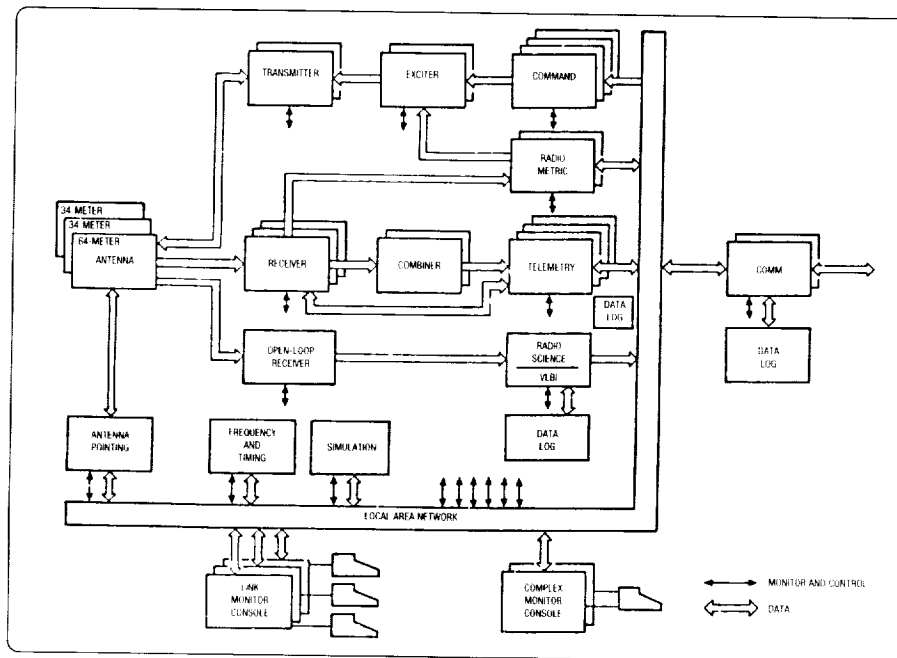 TRANSMITTER
EXCITER
COMMAND
RADIO
METRIC
34 METER
34 METER
64-METER
ANTENNA
RECEIVER
COMBINER
TELEMETRY
COMM
DATA
LOG
OPEN-LOOP
RECEIVER
RADIO
SCIENCE
VLBI
DATA
LOG
ANTENNA
POINTING
FREQUENCY
AND
TIMING
SIMULATION
DATA
LOG
LOCAL AREA NETWORK
LINK
MONITOR
CONSOLE
COMPLEX
MONITOR
CONSOLE
MONITOR AND CONTROL
DATA